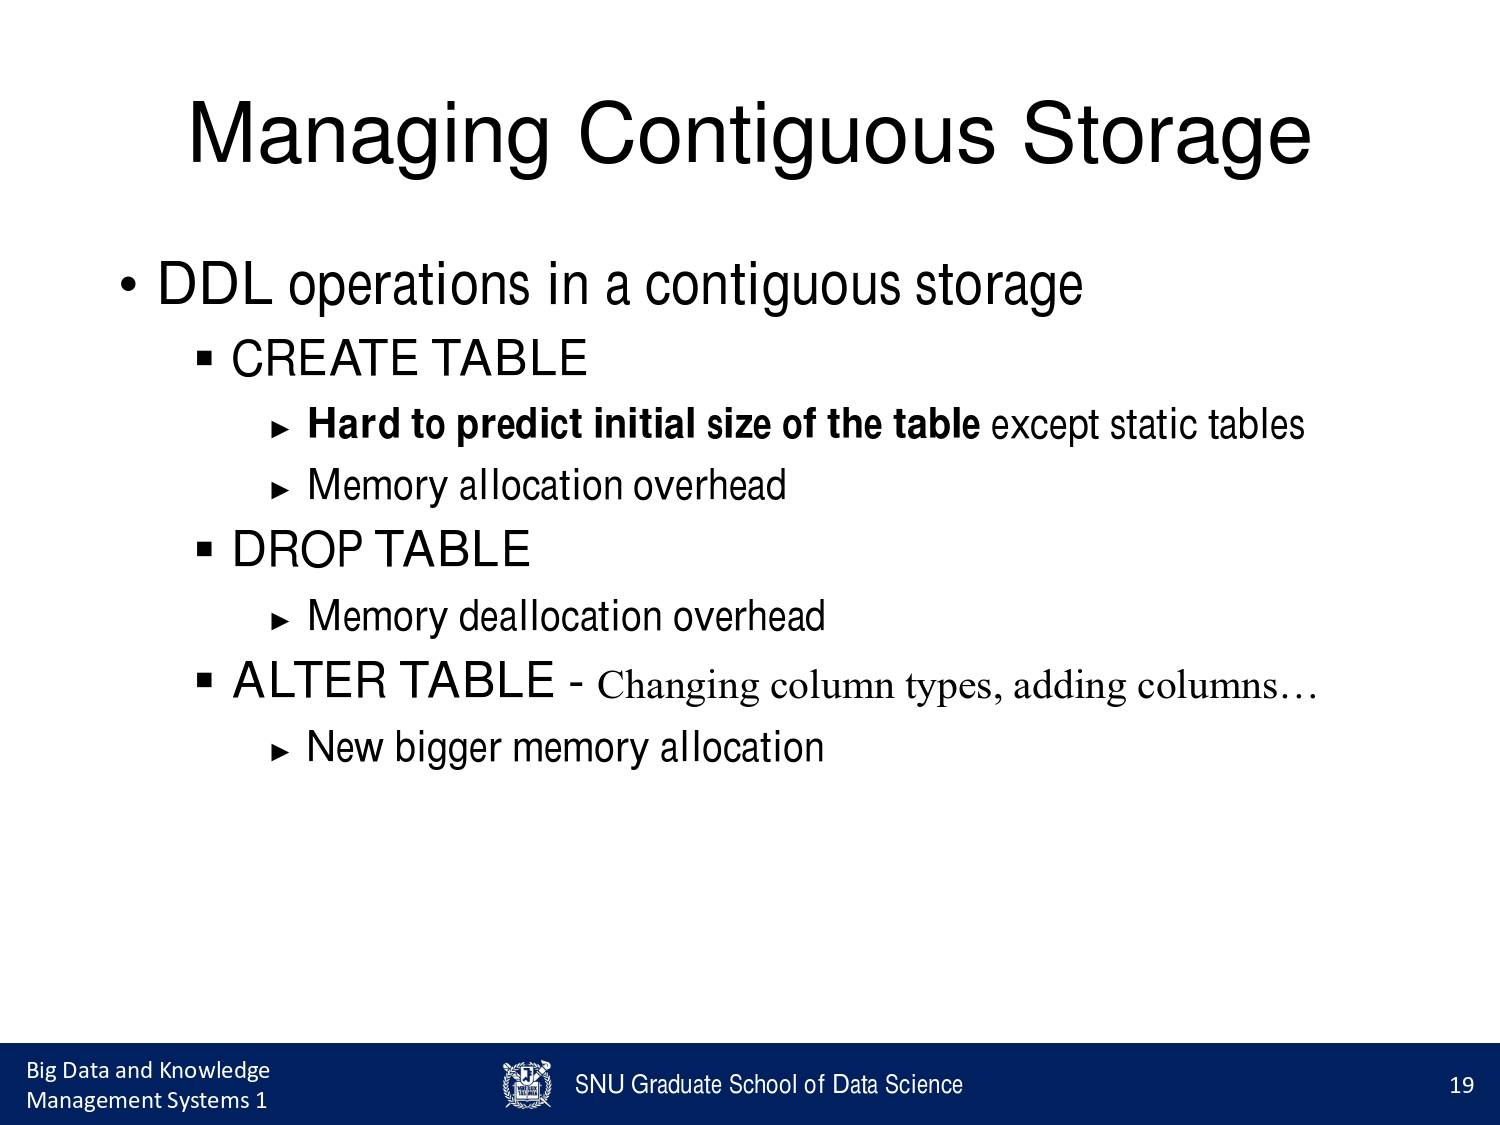 Managing Contiguous Storage
• DDL operations in a contiguous storage
▪ CREATE TABLE
► Hard to predict initial size of the table except static tables
► Memory allocation overhead
▪ DROP TABLE
► Memory deallocation overhead
▪ ALTER TABLE - Changing column types, adding columns…
► New bigger memory allocation
Big Data and Knowledge
Management Systems 1
SNU Graduate School of Data Science
19